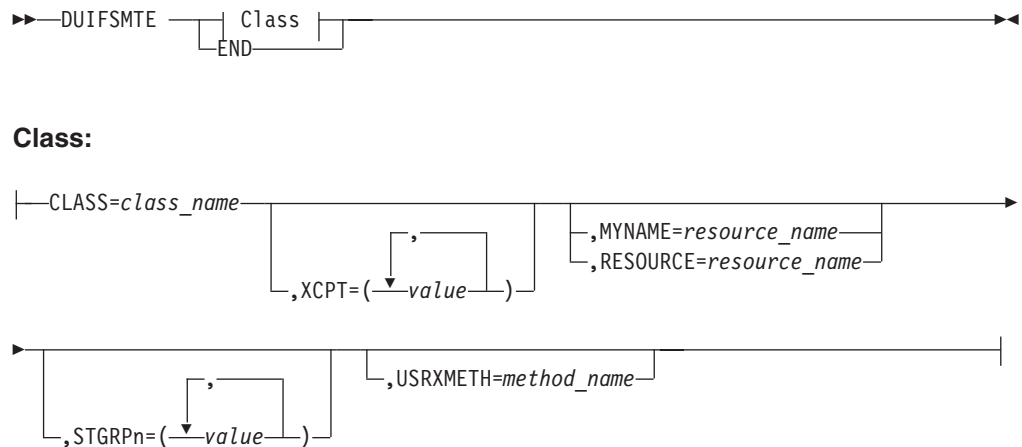 DUIFSMTE Class
END
Class:
CLASS=class_name
,XCPT=( value )
,
,MYNAME=resource_name
,RESOURCE=resource_name
,STGRPn=( value )
,
,USRXMETH=method_name